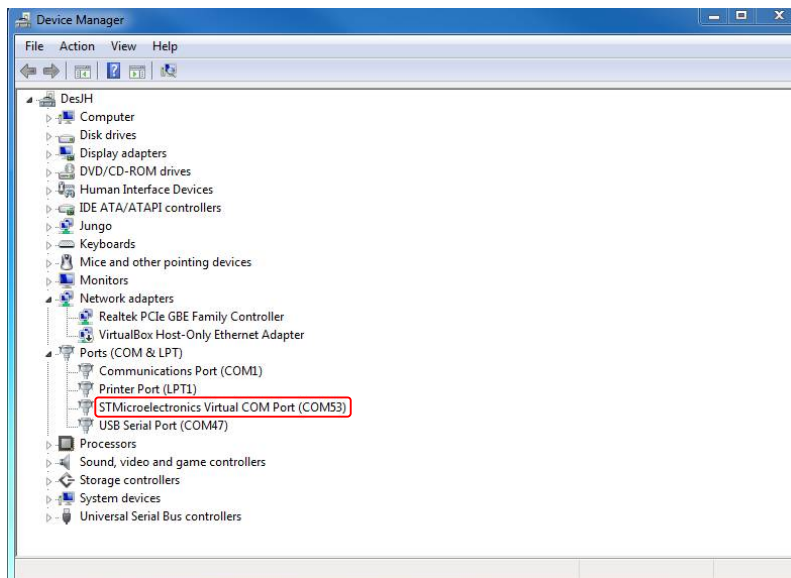 Device Manager
File Action View Help
DesJH
Computer
Disk drives
Display adapters
DVD/CD-ROM drives
Human Interface Devices
IDE ATA/ATAPI controllers
Jungo
Keyboards
Mice and other pointing devices
Monitors
Network adapters
Realtek PCIe GBE Family Controller
VirtualBox Host-Only Ethernet Adapter
Ports (COM & LPT)
Communications Port (COM1)
Printer Port (LPT1)
STMicroelectronics Virtual COM Port (COM53)
USB Serial Port (COM47)
Processors
Sound, video and game controllers
Storage controllers
System devices
Universal Serial Bus controllers